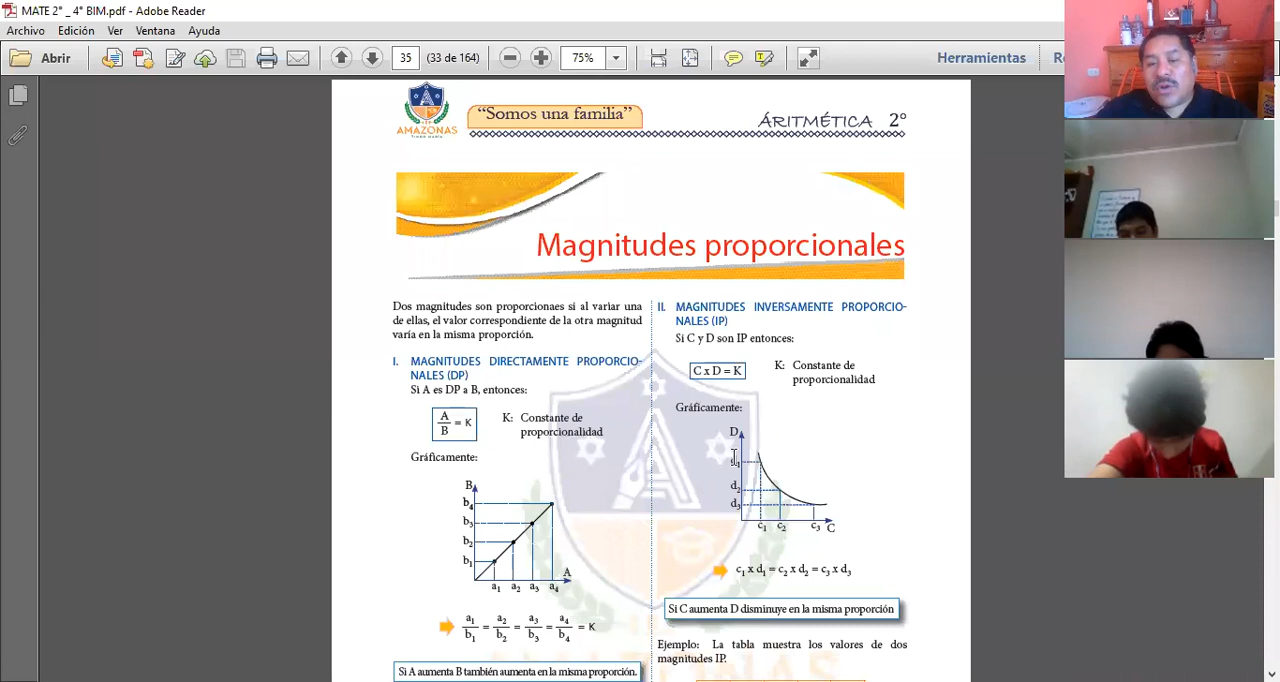 MATE 2° _ 4° BIM.pdf - Adobe Reader
Archivo Edición Ver Ventana Ayuda
Abrir 35 (33 de 164) 75% Herramientas
AMAZONAS
“Somos una familia”
ÁRITMÉTICA 2°
Magnitudes proporcionales
Dos magnitudes son proporcionaes si al variar una
de ellas, el valor correspondiente de la otra magnitud
varía en la misma proporción.
I. MAGNITUDES DIRECTAMENTE PROPORCIO-
NALES (DP)
Si A es DP a B, entonces:
A/B = K
K: Constante de
proporcionalidad
Gráficamente:
B
b4
b3
b2
b1
A
a1 a2 a3 a4
a1/b1 = a2/b2 = a3/b3 = a4/b4 = K
Si A aumenta B también aumenta en la misma proporción.
II. MAGNITUDES INVERSAMENTE PROPORCIO-
NALES (IP)
Si C y D son IP entonces:
C x D = K
K: Constante de
proporcionalidad
Gráficamente:
D
d2
d3
c1 c2 c3 C
c1 x d1 = c2 x d2 = c3 x d3
Si C aumenta D disminuye en la misma proporción
Ejemplo: La tabla muestra los valores de dos
magnitudes IP.